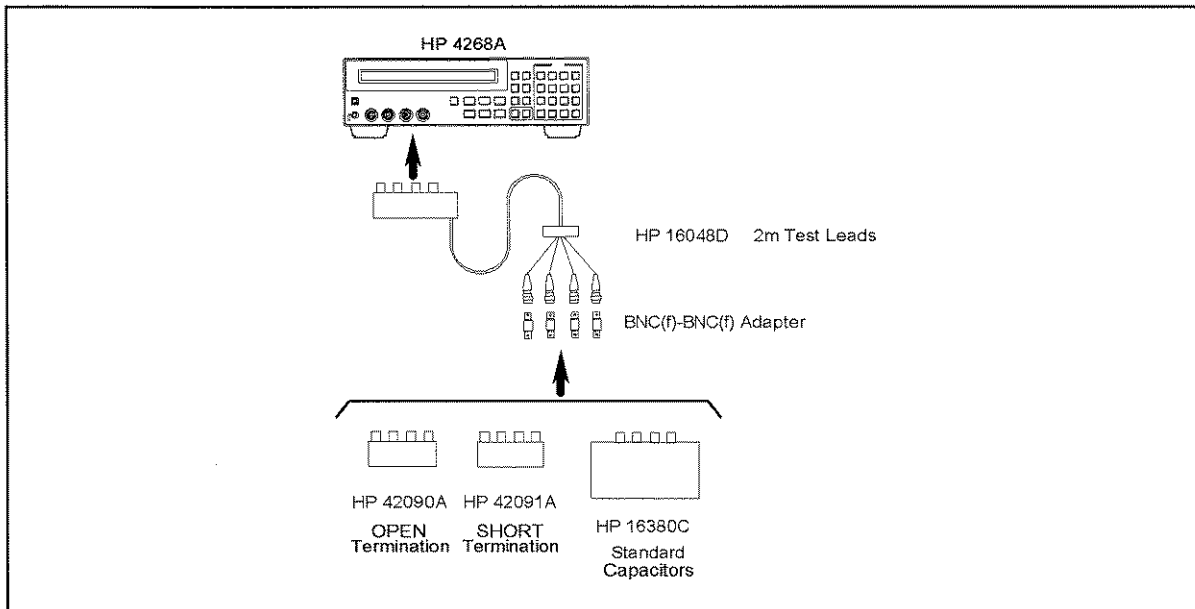 HP 4268A
HP 16048D 2m Test Leads
BNC(f)-BNC(f) Adapter
HP 42090A
OPEN
Termination
HP 42091A
SHORT
Termination
HP 16380C
Standard
Capacitors